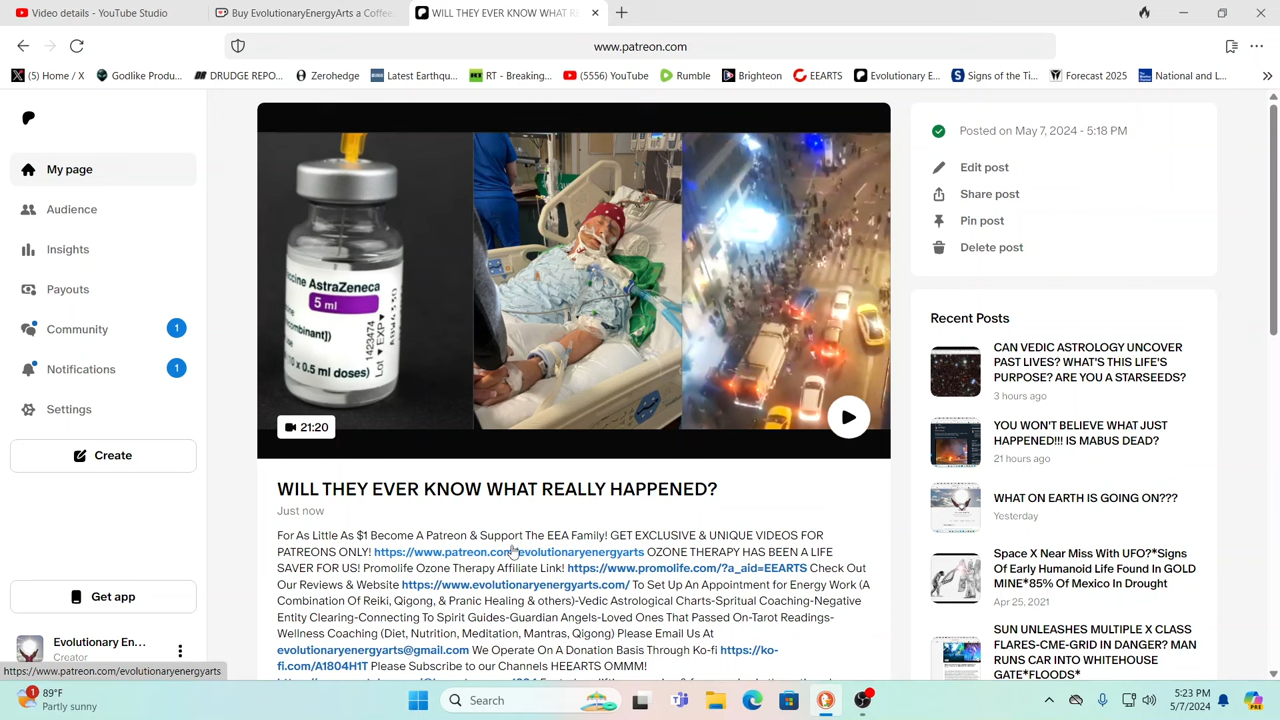 Video details - YouTube Studio
Buy EvolutionaryEnergyArts a Coffee...
WILL THEY EVER KNOW WHAT RE
www.patreon.com
(5) Home / X
Godlike Produ...
DRUDGE REPO...
Zerohedge
Latest Earthqu...
RT - Breaking...
(5556) YouTube
Rumble
Brighteon
EEARTS
Evolutionary E...
Signs of the Ti...
Forecast 2025
National and L...
My page
Audience
Insights
Payouts
Community 1
Notifications 1
Settings
Create
Get app
Evolutionary En...
Creator
https://www.patreon.com/evolutionaryenergyarts
ccine AstraZeneca
5 ml
ombinant])
0 x 0.5 ml doses)
1423474
Lot EXP
21:20
WILL THEY EVER KNOW WHAT REALLY HAPPENED?
Just now
For As Little As $1 Become A Patreon & Support The EEA Family! GET EXCLUSIVE & UNIQUE VIDEOS FOR
PATREONS ONLY! https://www.patreon.com/evolutionaryenergyarts OZONE THERAPY HAS BEEN A LIFE
SAVER FOR US! Promolife Ozone Therapy Affiliate Link! https://www.promolife.com/?a_aid=EEARTS Check Out
Our Reviews & Website https://www.evolutionaryenergyarts.com/ To Set Up An Appointment for Energy Work (A
Combination Of Reiki, Qigong, & Pranic Healing & others)-Vedic Astrological Charts-Spritual Coaching-Negative
Entity Clearing-Connecting To Spirit Guides-Guardian Angels-Loved Ones That Passed On-Tarot Readings-
Wellness Coaching (Diet, Nutrition, Meditation, Mantras, Qigong) Please Email Us At
evolutionaryenergyarts@gmail.com We Operate On A Donation Basis Through Ko-fi https://ko-
fi.com/A1804H1T Please Subscribe to our Channels HEEARTS OMMM!
Posted on May 7, 2024 - 5:18 PM
Edit post
Share post
Pin post
Delete post
Recent Posts
CAN VEDIC ASTROLOGY UNCOVER
PAST LIVES? WHAT'S THIS LIFE'S
PURPOSE? ARE YOU A STARSEEDS?
3 hours ago
YOU WON'T BELIEVE WHAT JUST
HAPPENED!!! IS MABUS DEAD?
21 hours ago
WHAT ON EARTH IS GOING ON???
Yesterday
Space X Near Miss With UFO?*Signs
Of Early Humanoid Life Found In GOLD
MINE*85% Of Mexico In Drought
Apr 25, 2021
SUN UNLEASHES MULTIPLE X CLASS
FLARES-CME-GRID IN DANGER? MAN
RUNS CAR INTO WHITEHOUSE
GATE*FLOODS*
1
89°F
Partly sunny
Search
5:23 PM
5/7/2024